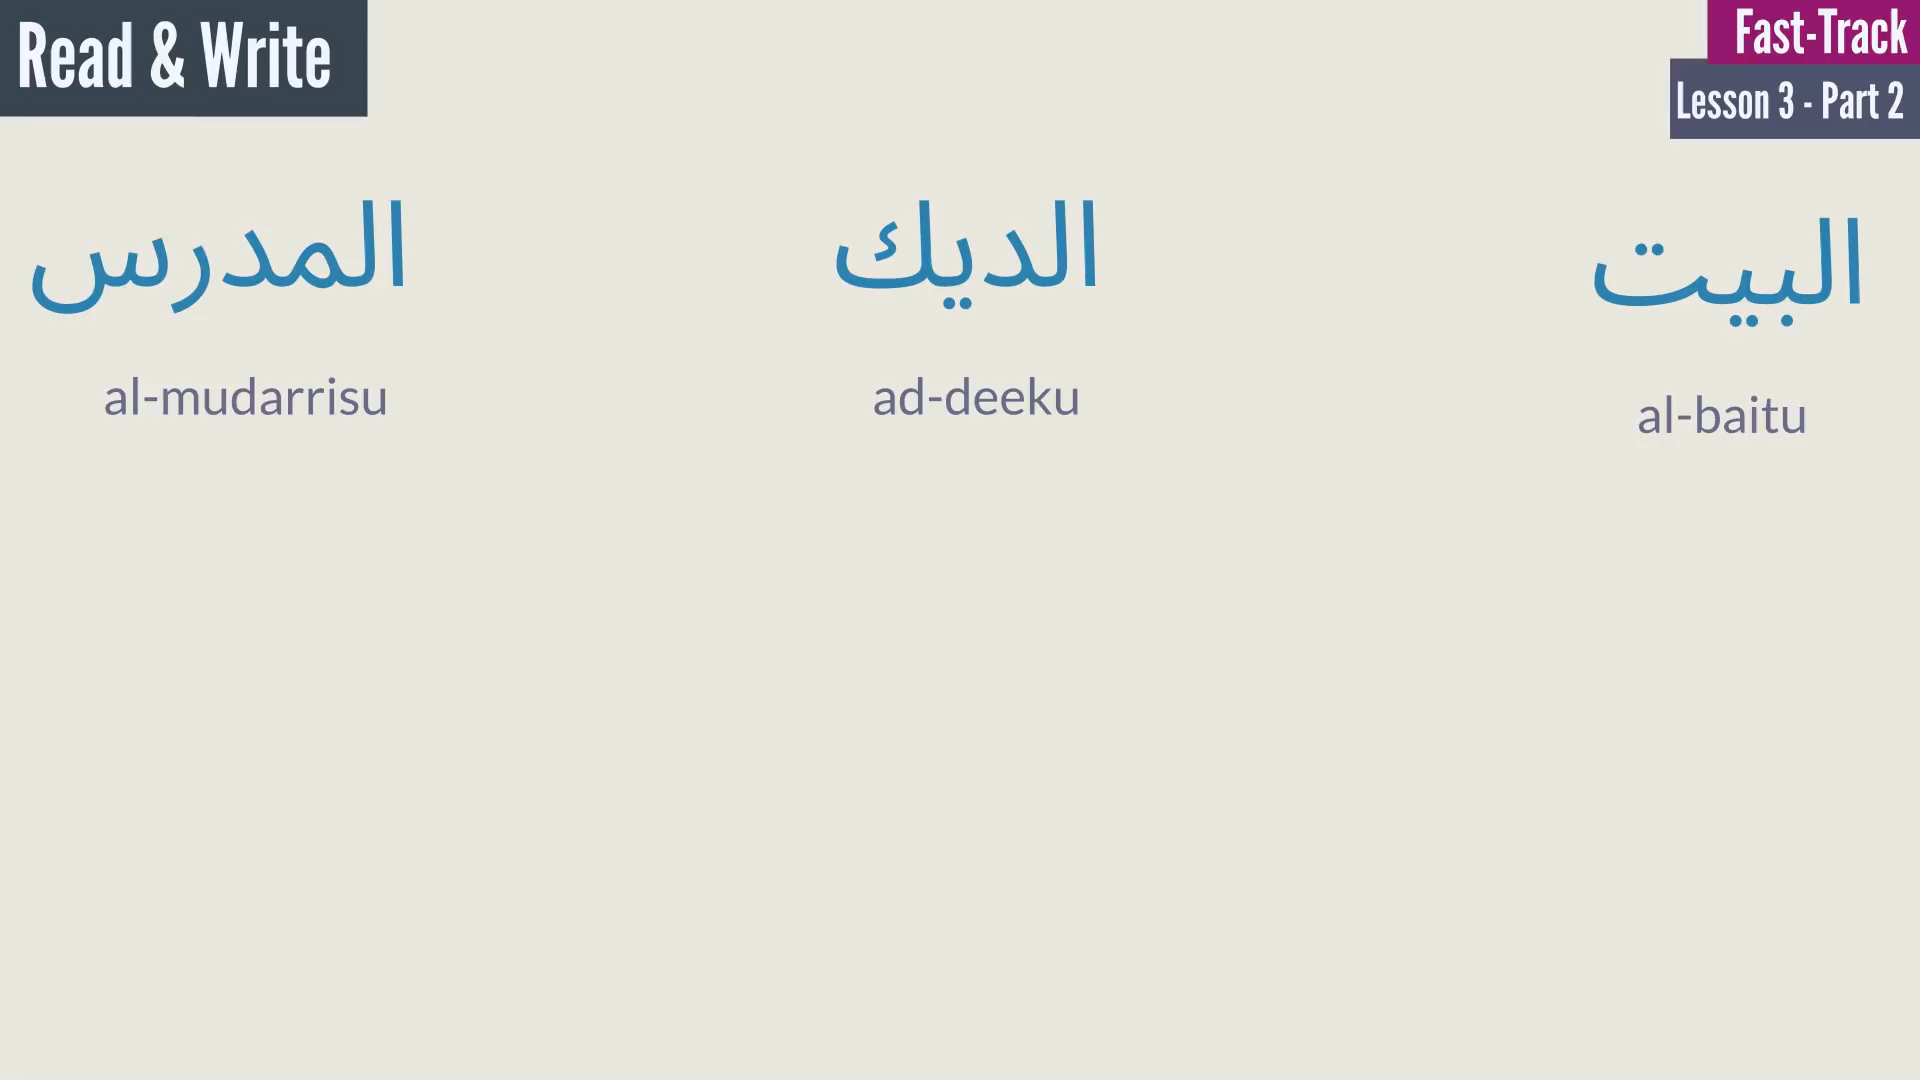 Read & Write
Fast-Track
Lesson 3 - Part 2
البيت
الديك
المدرس
al-baitu
ad-deeku
al-mudarrisu